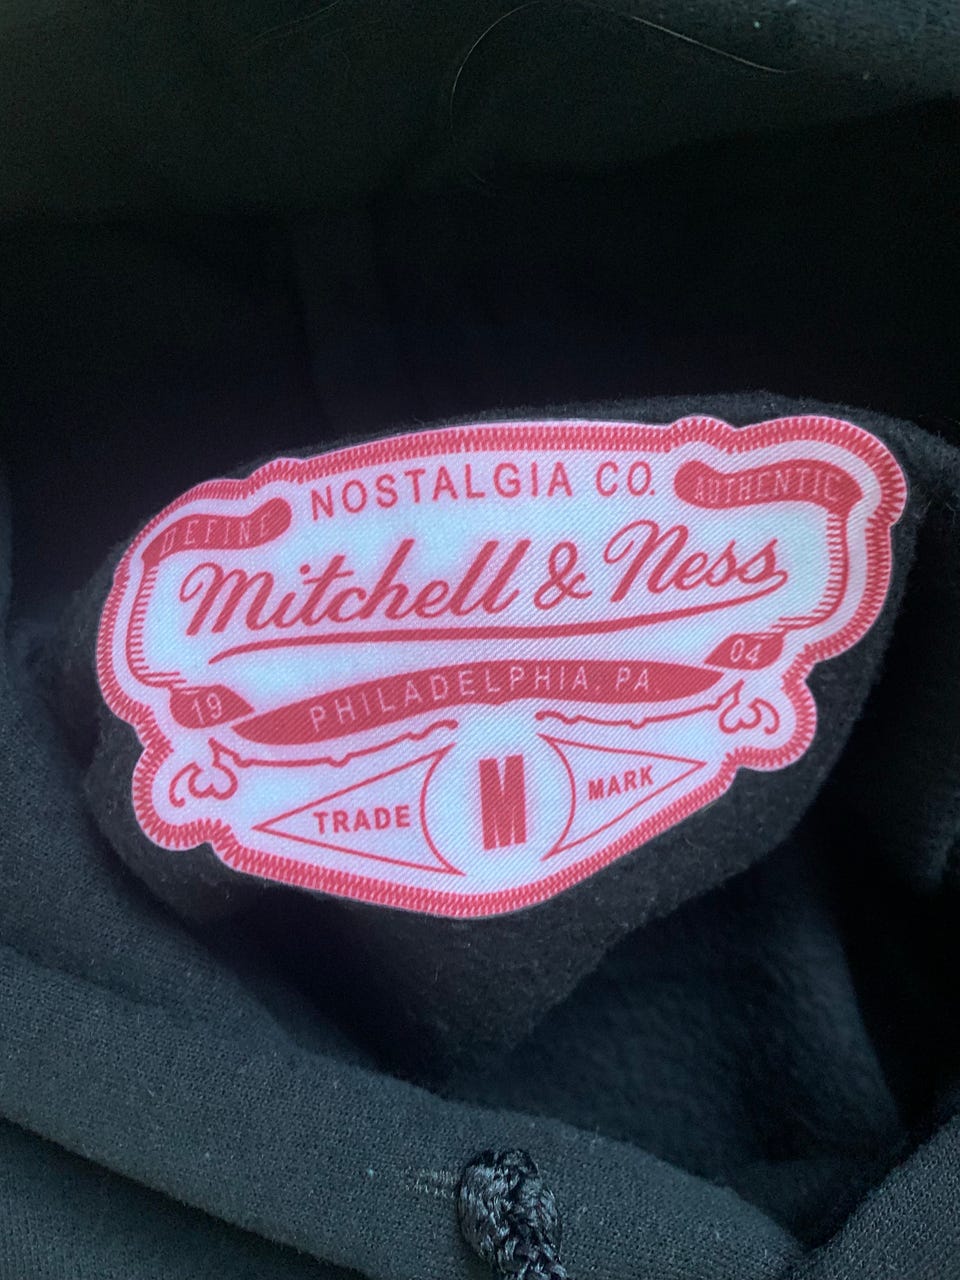 NOSTALGIA CO.
DEFINE
AUTHENTIC
Mitchell & Ness
19
PHILADELPHIA, PA.
04
TRADE
M
MARK